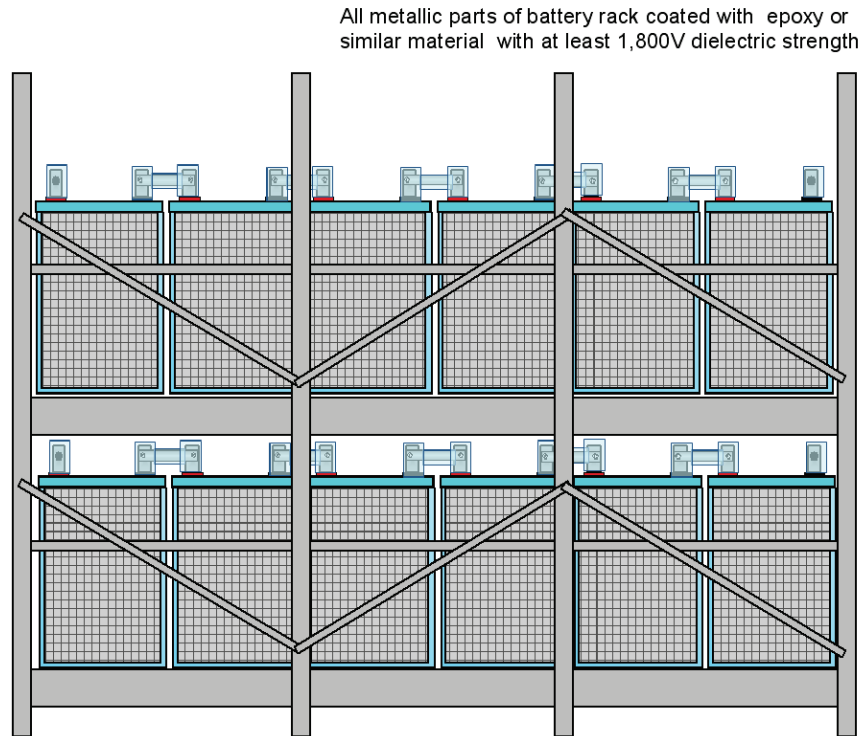 All metallic parts of battery rack coated with epoxy or
similar material with at least 1,800V dielectric strength